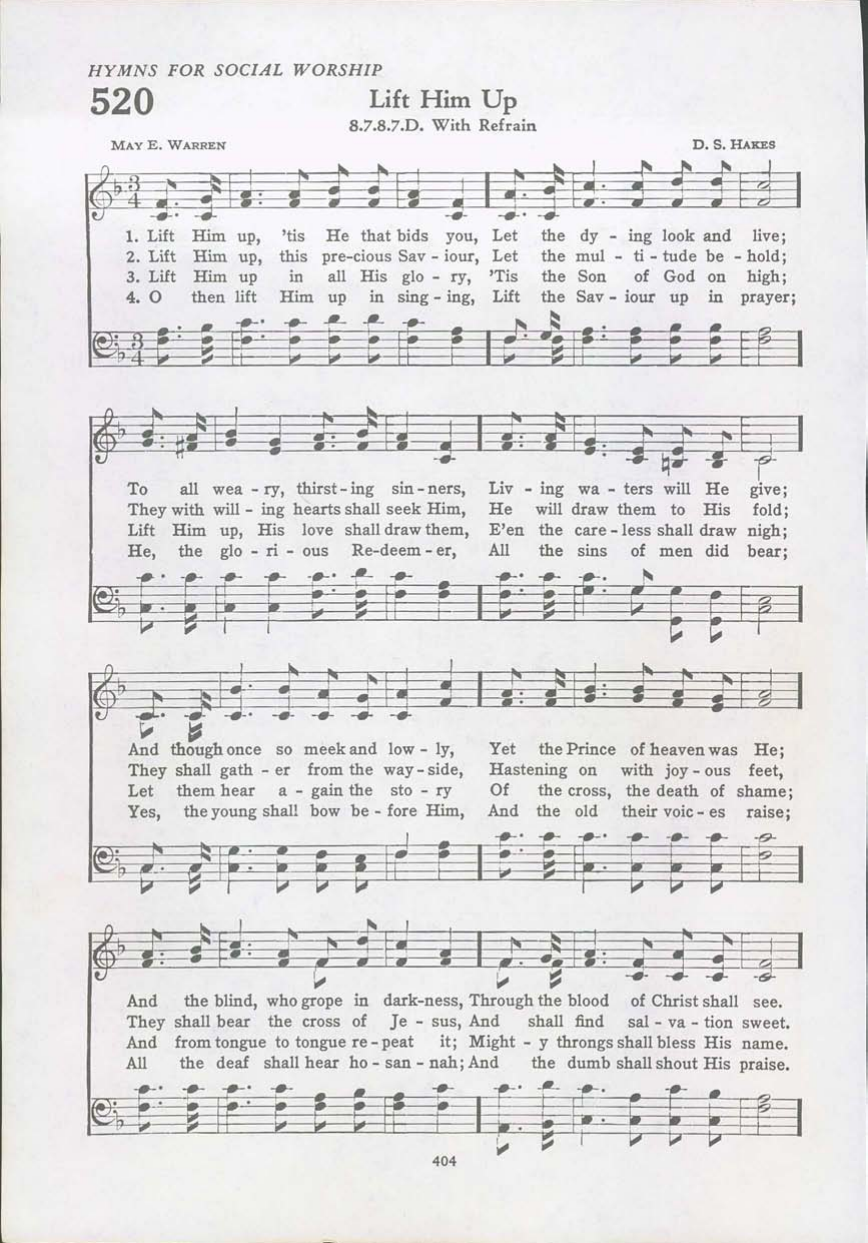 HYMNS FOR SOCIAL WORSHIP
520
Lift Him Up
8.7.8.7.D. With Refrain
MAY E. WARREN
D. S. HAKES
3
4
1. Lift Him up, 'tis He that bids you, Let the dy - ing look and live;
2. Lift Him up, this pre-cious Sav - iour, Let the mul - ti - tude be - hold;
3. Lift Him up in all His glo - ry, 'Tis the Son of God on high;
4. O then lift Him up in sing - ing, Lift the Sav - iour up in prayer;
3
4
To all wea - ry, thirst - ing sin - ners, Liv - ing wa - ters will He give;
They with will - ing hearts shall seek Him, He will draw them to His fold;
Lift Him up, His love shall draw them, E'en the care - less shall draw nigh;
He, the glo - ri - ous Re-deem - er, All the sins of men did bear;
And though once so meek and low - ly, Yet the Prince of heaven was He;
They shall gath - er from the way - side, Hastening on with joy - ous feet,
Let them hear a - gain the sto - ry Of the cross, the death of shame;
Yes, the young shall bow be - fore Him, And the old their voic - es raise;
And the blind, who grope in dark-ness, Through the blood of Christ shall see.
They shall bear the cross of Je - sus, And shall find sal - va - tion sweet.
And from tongue to tongue re - peat it; Might - y throngs shall bless His name.
All the deaf shall hear ho - san - nah; And the dumb shall shout His praise.
404